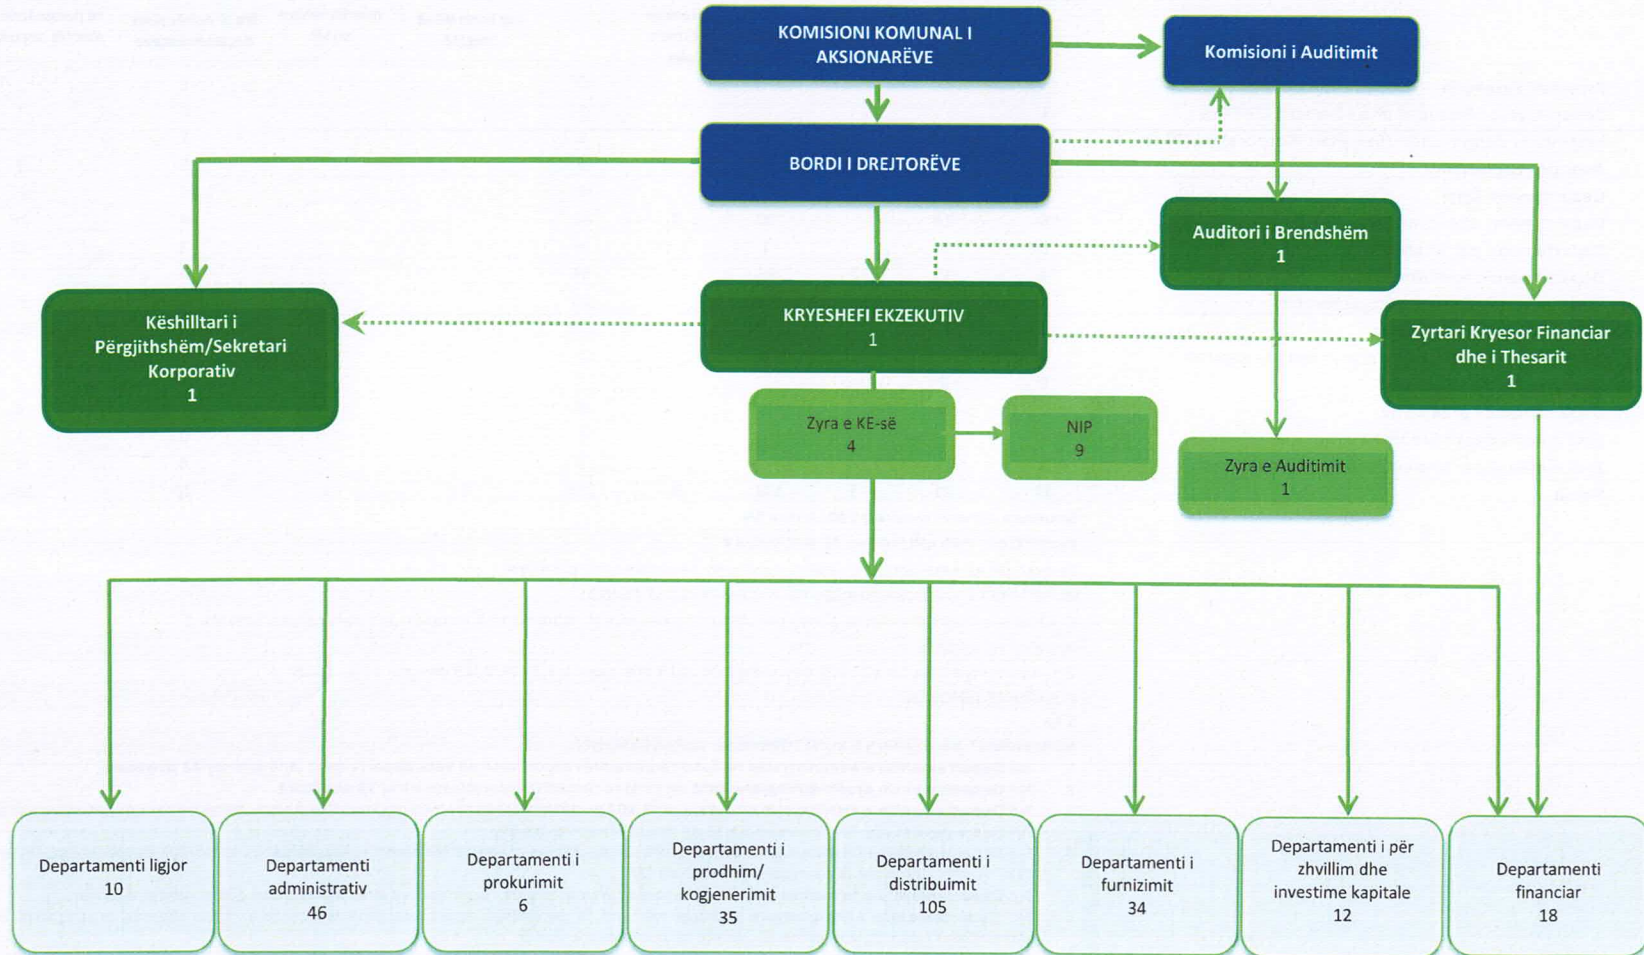 KOMISIONI KOMUNAL I
AKSIONARËVE
Komisioni i Auditimit
BORDI I DREJTORËVE
Auditori i Brendshëm
1
Këshilltari i
Përgjithshëm/Sekretari
Korporativ
1
KRYESHEFI EKZEKUTIV
1
Zyrtari Kryesor Financiar
dhe i Thesarit
1
Zyra e KE-së
4
NIP
9
Zyra e Auditimit
1
Departamenti ligjor
10
Departamenti
administrativ
46
Departamenti i
prokurimit
6
Departamenti i
prodhim/
kogjenerimit
35
Departamenti i
distribuimit
105
Departamenti i
furnizimit
34
Departamenti i për
zhvillim dhe
investime kapitale
12
Departamenti
financiar
18